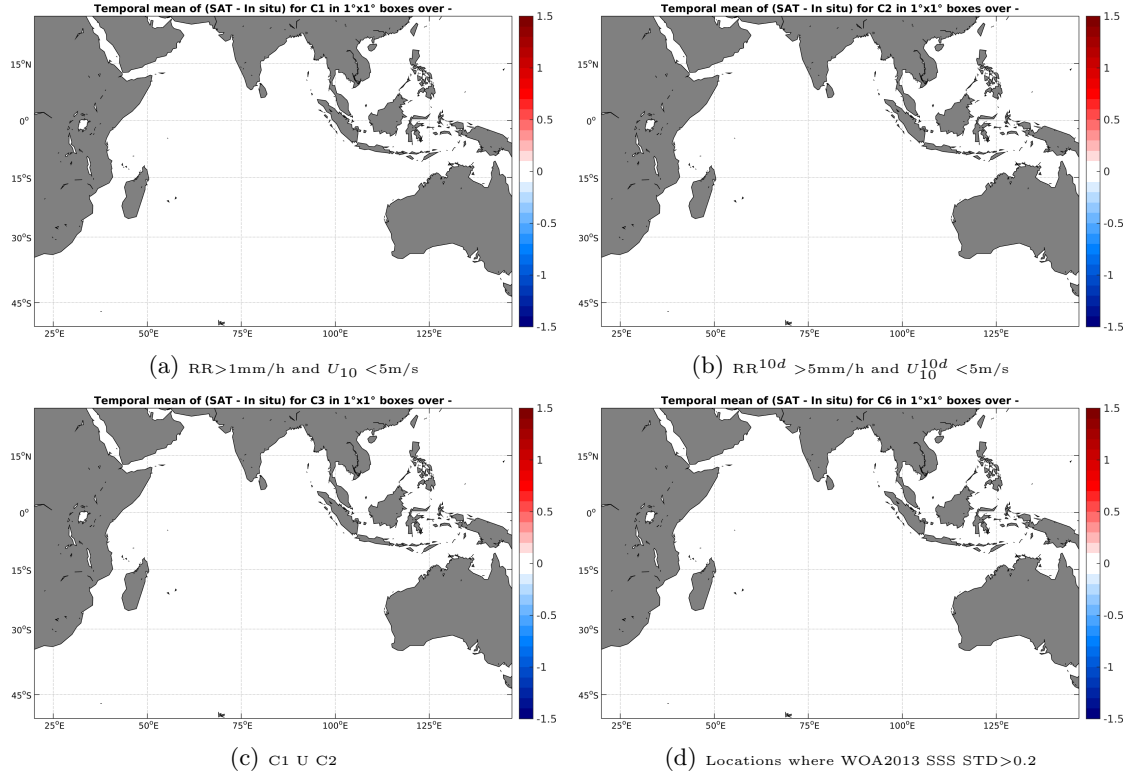 Temporal mean of (SAT - In situ) for C1 in 1°x1° boxes over -
15°N
0°
15°S
30°S
45°S
25°E 50°E 75°E 100°E 125°E
1.5
1
0.5
0
-0.5
-1
-1.5
(a) RR>1mm/h and U10 <5m/s
Temporal mean of (SAT - In situ) for C2 in 1°x1° boxes over -
15°N
0°
15°S
30°S
45°S
25°E 50°E 75°E 100°E 125°E
1.5
1
0.5
0
-0.5
-1
-1.5
(b) RR^10d >5mm/h and U10^10d <5m/s
Temporal mean of (SAT - In situ) for C3 in 1°x1° boxes over -
15°N
0°
15°S
30°S
45°S
25°E 50°E 75°E 100°E 125°E
1.5
1
0.5
0
-0.5
-1
-1.5
(c) C1 U C2
Temporal mean of (SAT - In situ) for C6 in 1°x1° boxes over -
15°N
0°
15°S
30°S
45°S
25°E 50°E 75°E 100°E 125°E
1.5
1
0.5
0
-0.5
-1
-1.5
(d) Locations where WOA2013 SSS STD>0.2